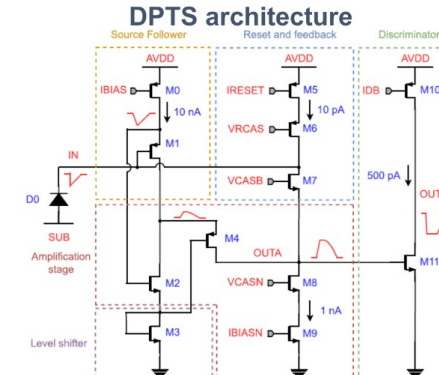 DPTS architecture
Source Follower
Reset and feedback
Discriminator
AVDD
AVDD
AVDD
IBIAS
M0
IRESET
M5
IDB
M10
10 nA
10 pA
VRCAS
M6
M1
IN
VCASB
M7
500 pA
D0
OUT
SUB
M4
Amplification
stage
OUTA
M11
M2
VCASN
M8
1 nA
Level shifter
M3
IBIASN
M9